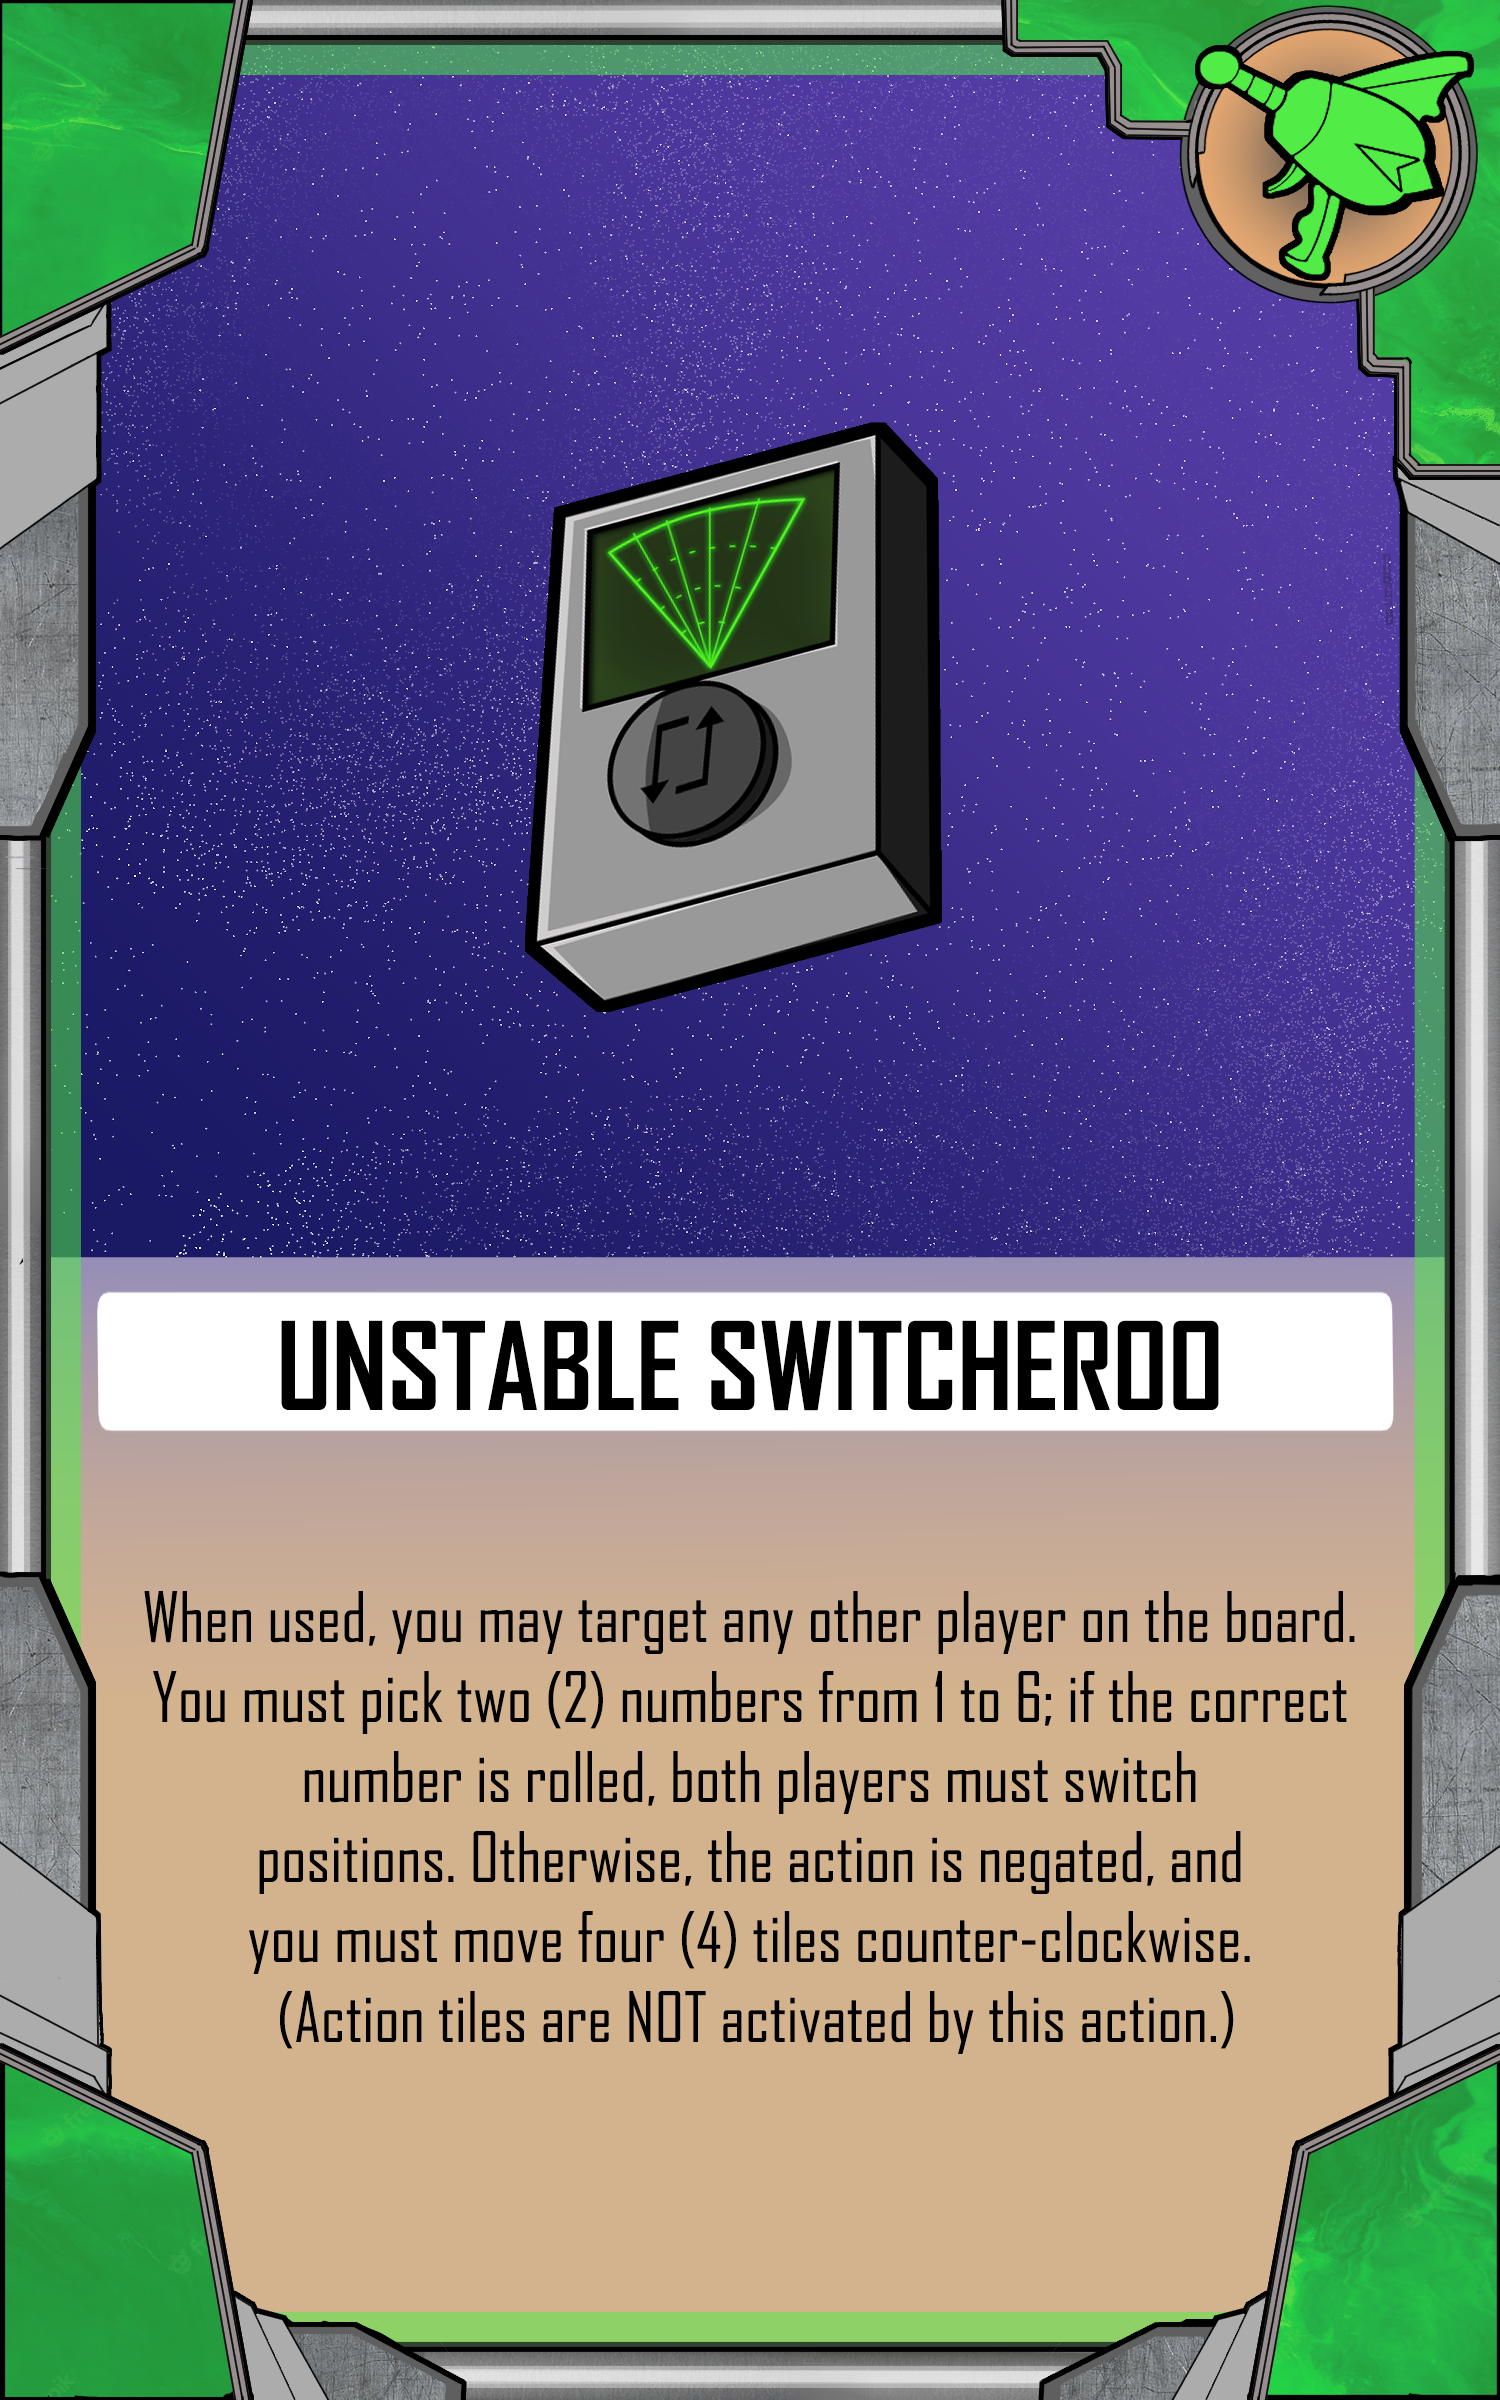 UNSTABLE SWITCHEROO
When used, you may target any other player on the board.
You must pick two (2) numbers from 1 to 6; if the correct
number is rolled, both players must switch
positions. Otherwise, the action is negated, and
you must move four (4) tiles counter-clockwise.
(Action tiles are NOT activated by this action.)